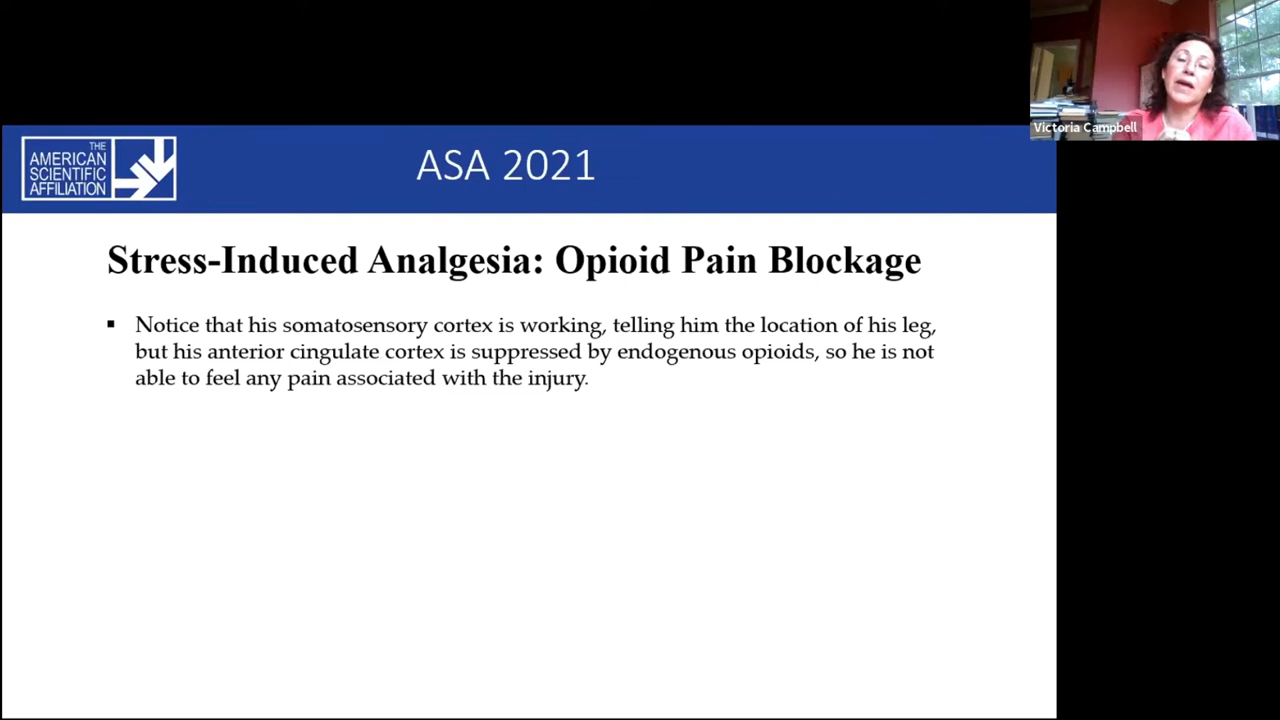 Victoria Campbell
THE
AMERICAN
SCIENTIFIC
AFFILIATION
ASA 2021
Stress-Induced Analgesia: Opioid Pain Blockage
▪ Notice that his somatosensory cortex is working, telling him the location of his leg,
but his anterior cingulate cortex is suppressed by endogenous opioids, so he is not
able to feel any pain associated with the injury.